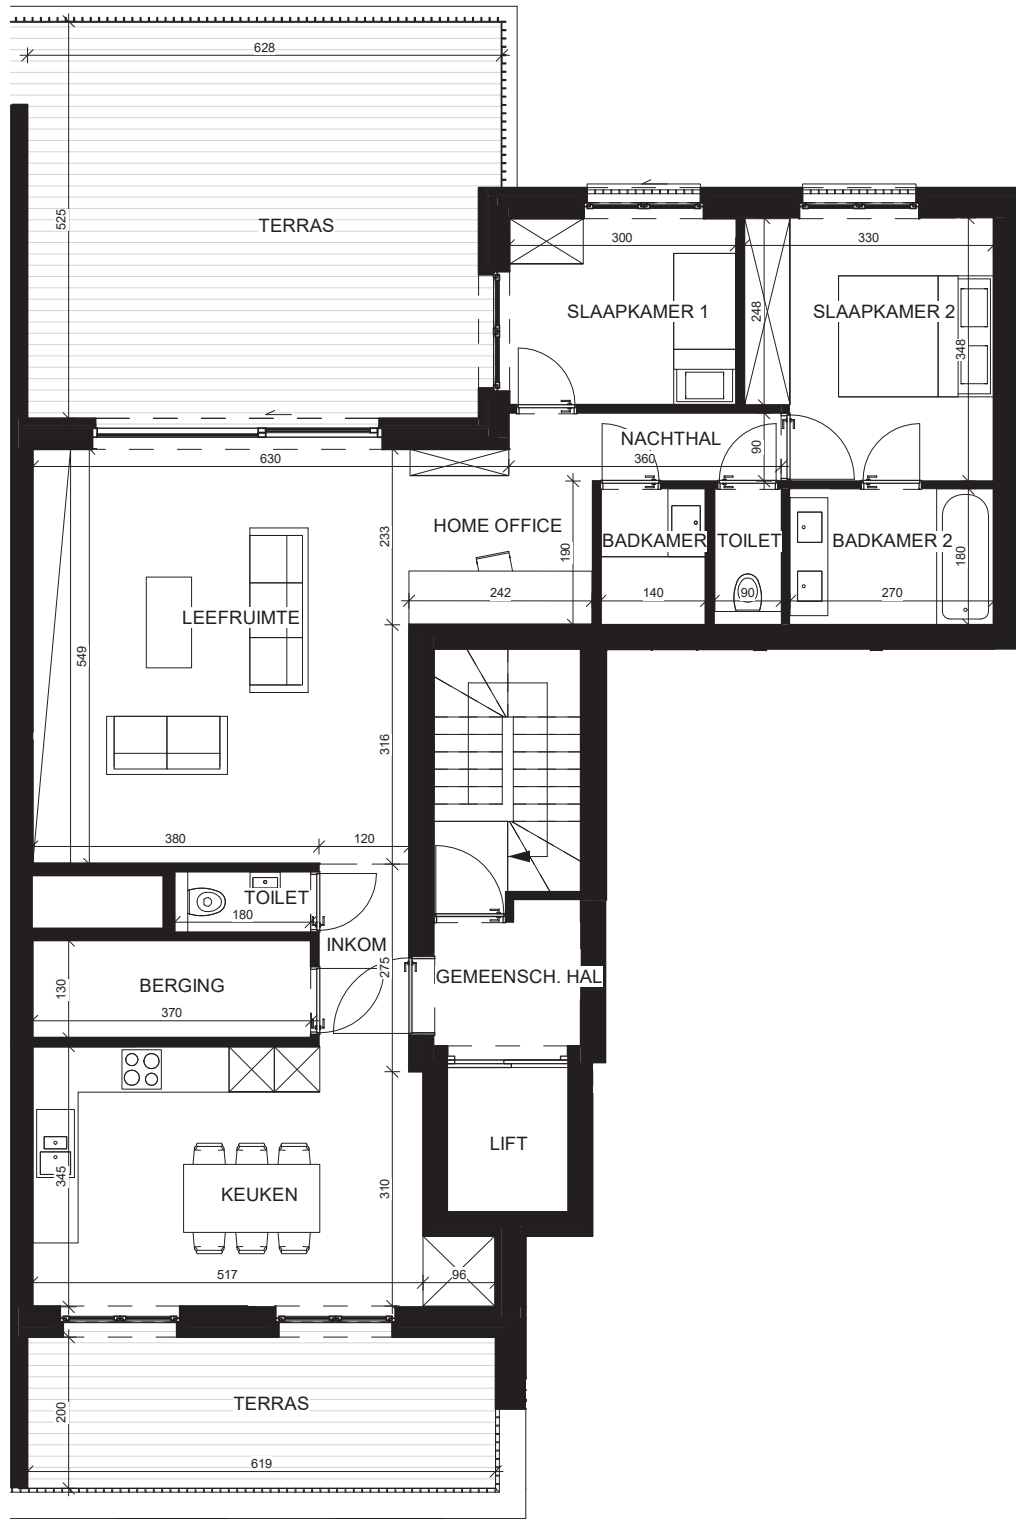 628
525
TERRAS
300
330
SLAAPKAMER 1
SLAAPKAMER 2
248
348
NACHTHAL
90
630
360
233
HOME OFFICE
190
BADKAMER
TOILET
BADKAMER 2
180
242
140
90
270
LEEFRUIMTE
549
316
380
120
TOILET
180
INKOM
275
GEMEENSCH. HAL
BERGING
130
370
LIFT
345
310
KEUKEN
517
96
TERRAS
200
619